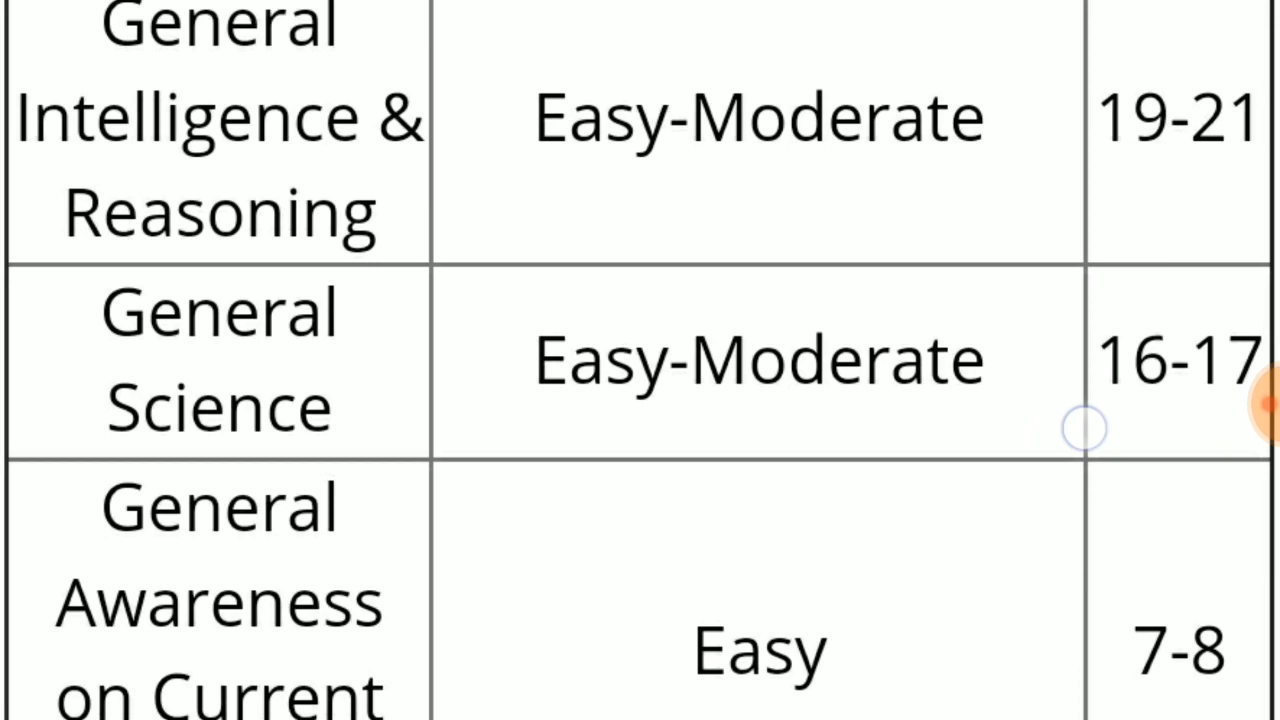 General
Intelligence &
Reasoning
Easy-Moderate
19-21
General
Science
Easy-Moderate
16-17
General
Awareness
on Current
Easy
7-8